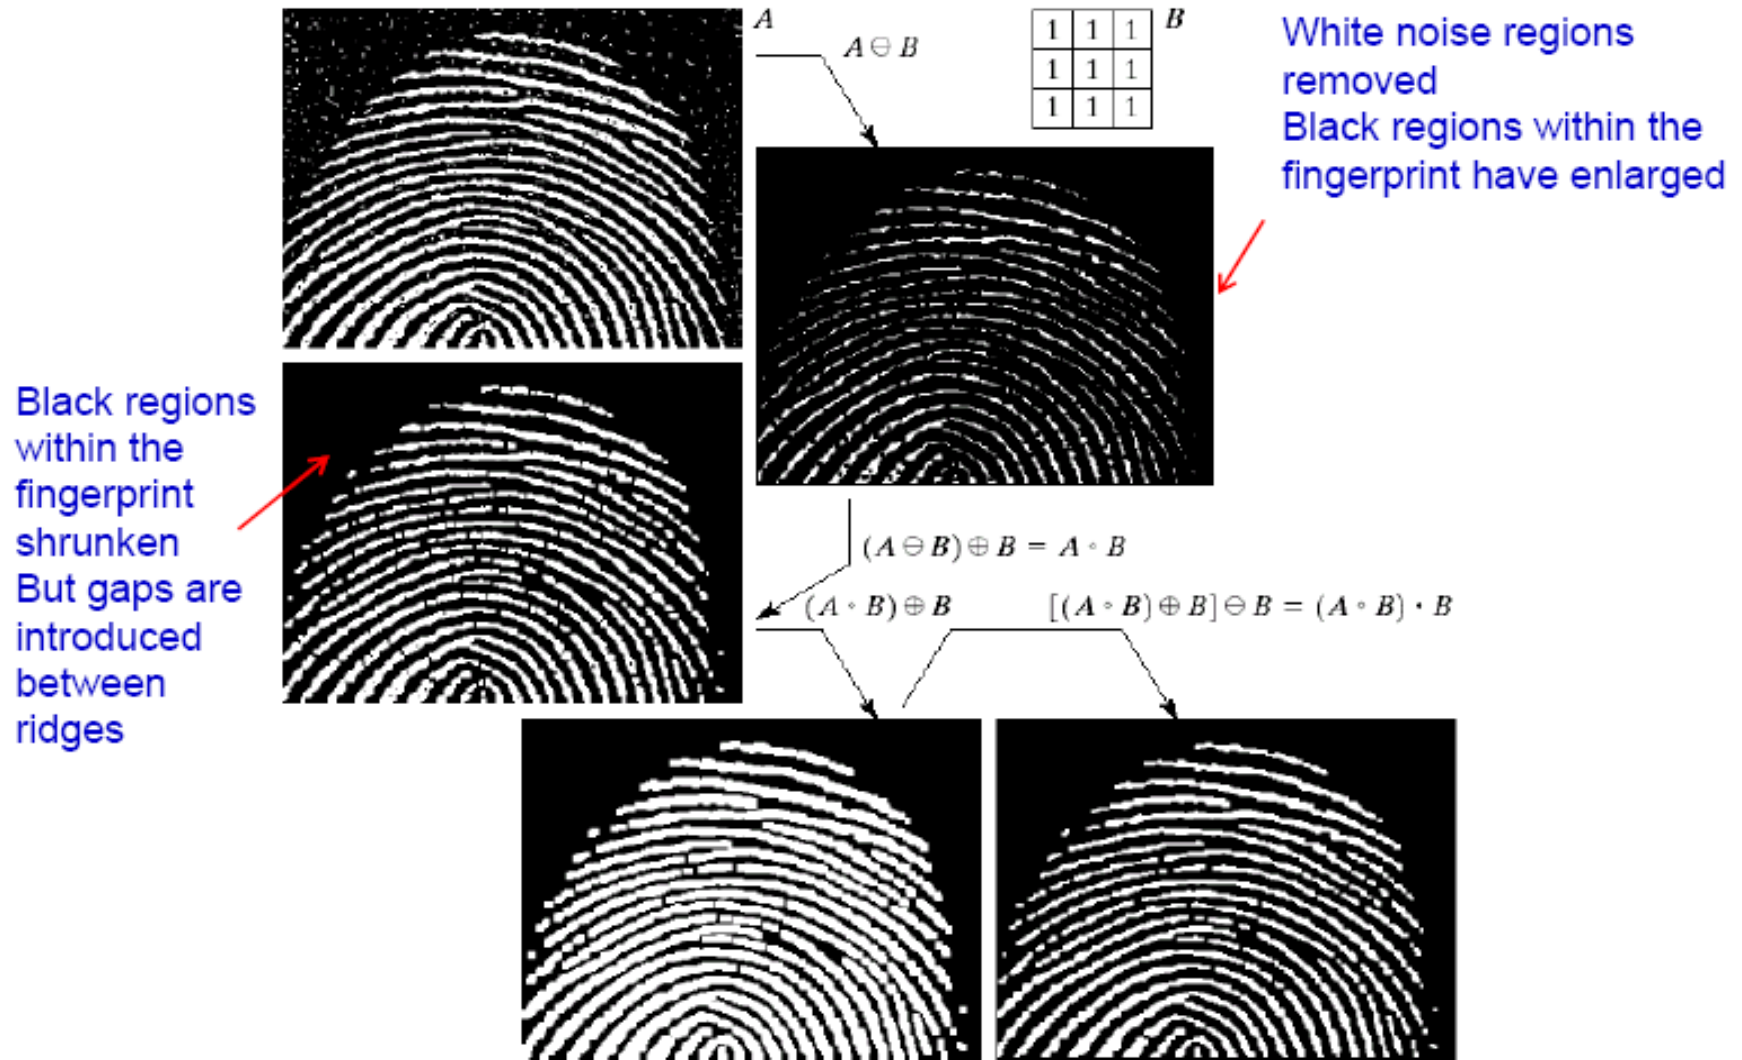 A
A ⊖ B
1 1 1
1 1 1
1 1 1
B
White noise regions
removed
Black regions within the
fingerprint have enlarged
Black regions
within the
fingerprint
shrunken
But gaps are
introduced
between
ridges
(A ⊖ B) ⊕ B = A ∘ B
(A ∘ B) ⊕ B
[(A ∘ B) ⊕ B] ⊖ B = (A ∘ B) • B